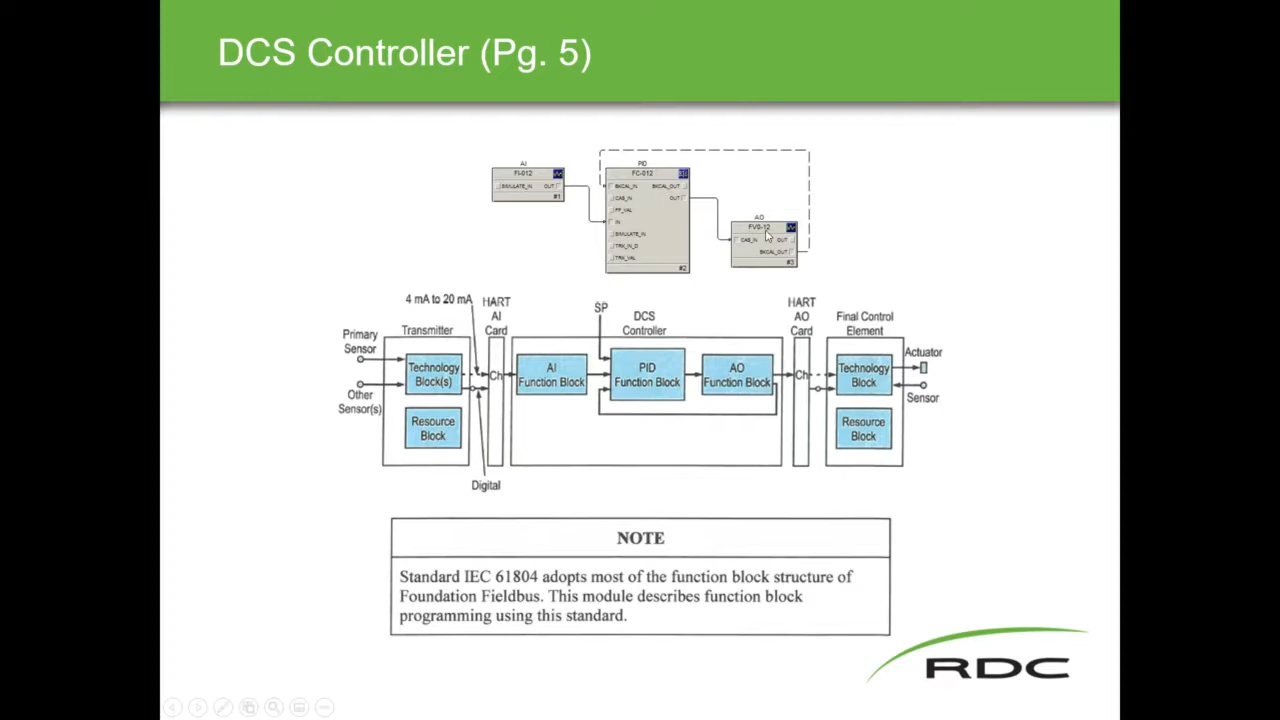 DCS Controller (Pg. 5)
AI
FI-012
SIMULATE_IN OUT
#1
PID
FC-012
BKCAL_IN BKCAL_OUT
CAS_IN OUT
FF_VAL
IN
SIMULATE_IN
TRK_IN_D
TRK_VAL
#2
AO
FV0-12
CAS_IN OUT
BKCAL_OUT
#3
4 mA to 20 mA
HART
AI
Card
SP
DCS
Controller
HART
AO
Card
Final Control
Element
Primary
Sensor
Transmitter
Actuator
Technology
Block(s)
Ch
AI
Function Block
PID
Function Block
AO
Function Block
Ch
Technology
Block
Other
Sensor(s)
Sensor
Resource
Block
Resource
Block
Digital
NOTE
Standard IEC 61804 adopts most of the function block structure of
Foundation Fieldbus. This module describes function block
programming using this standard.
RDC